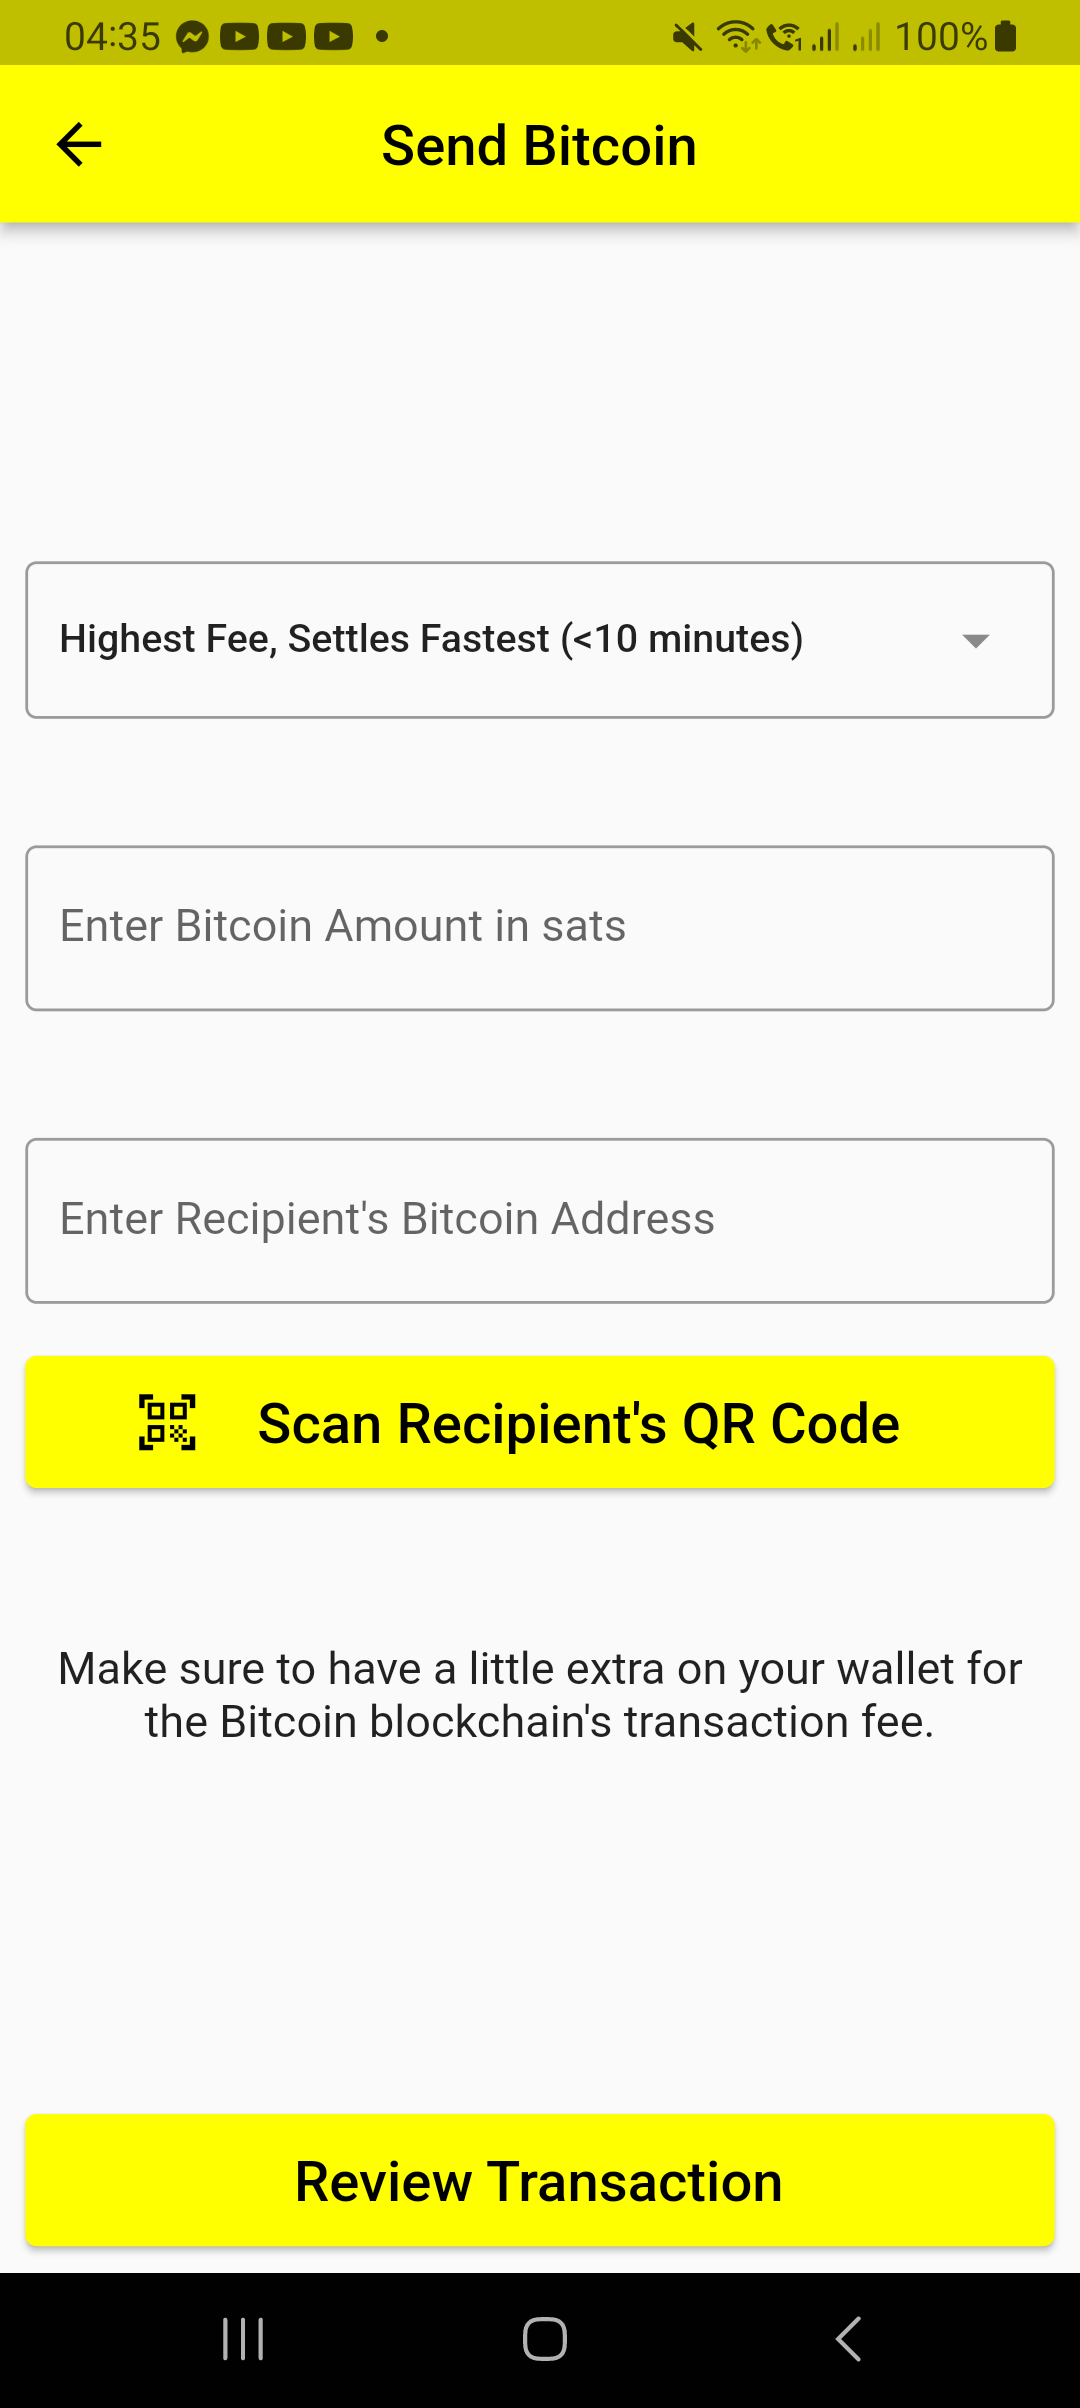 04:35
100%
Send Bitcoin
Highest Fee, Settles Fastest (<10 minutes)
Enter Bitcoin Amount in sats
Enter Recipient's Bitcoin Address
Scan Recipient's QR Code
Make sure to have a little extra on your wallet for
the Bitcoin blockchain's transaction fee.
Review Transaction